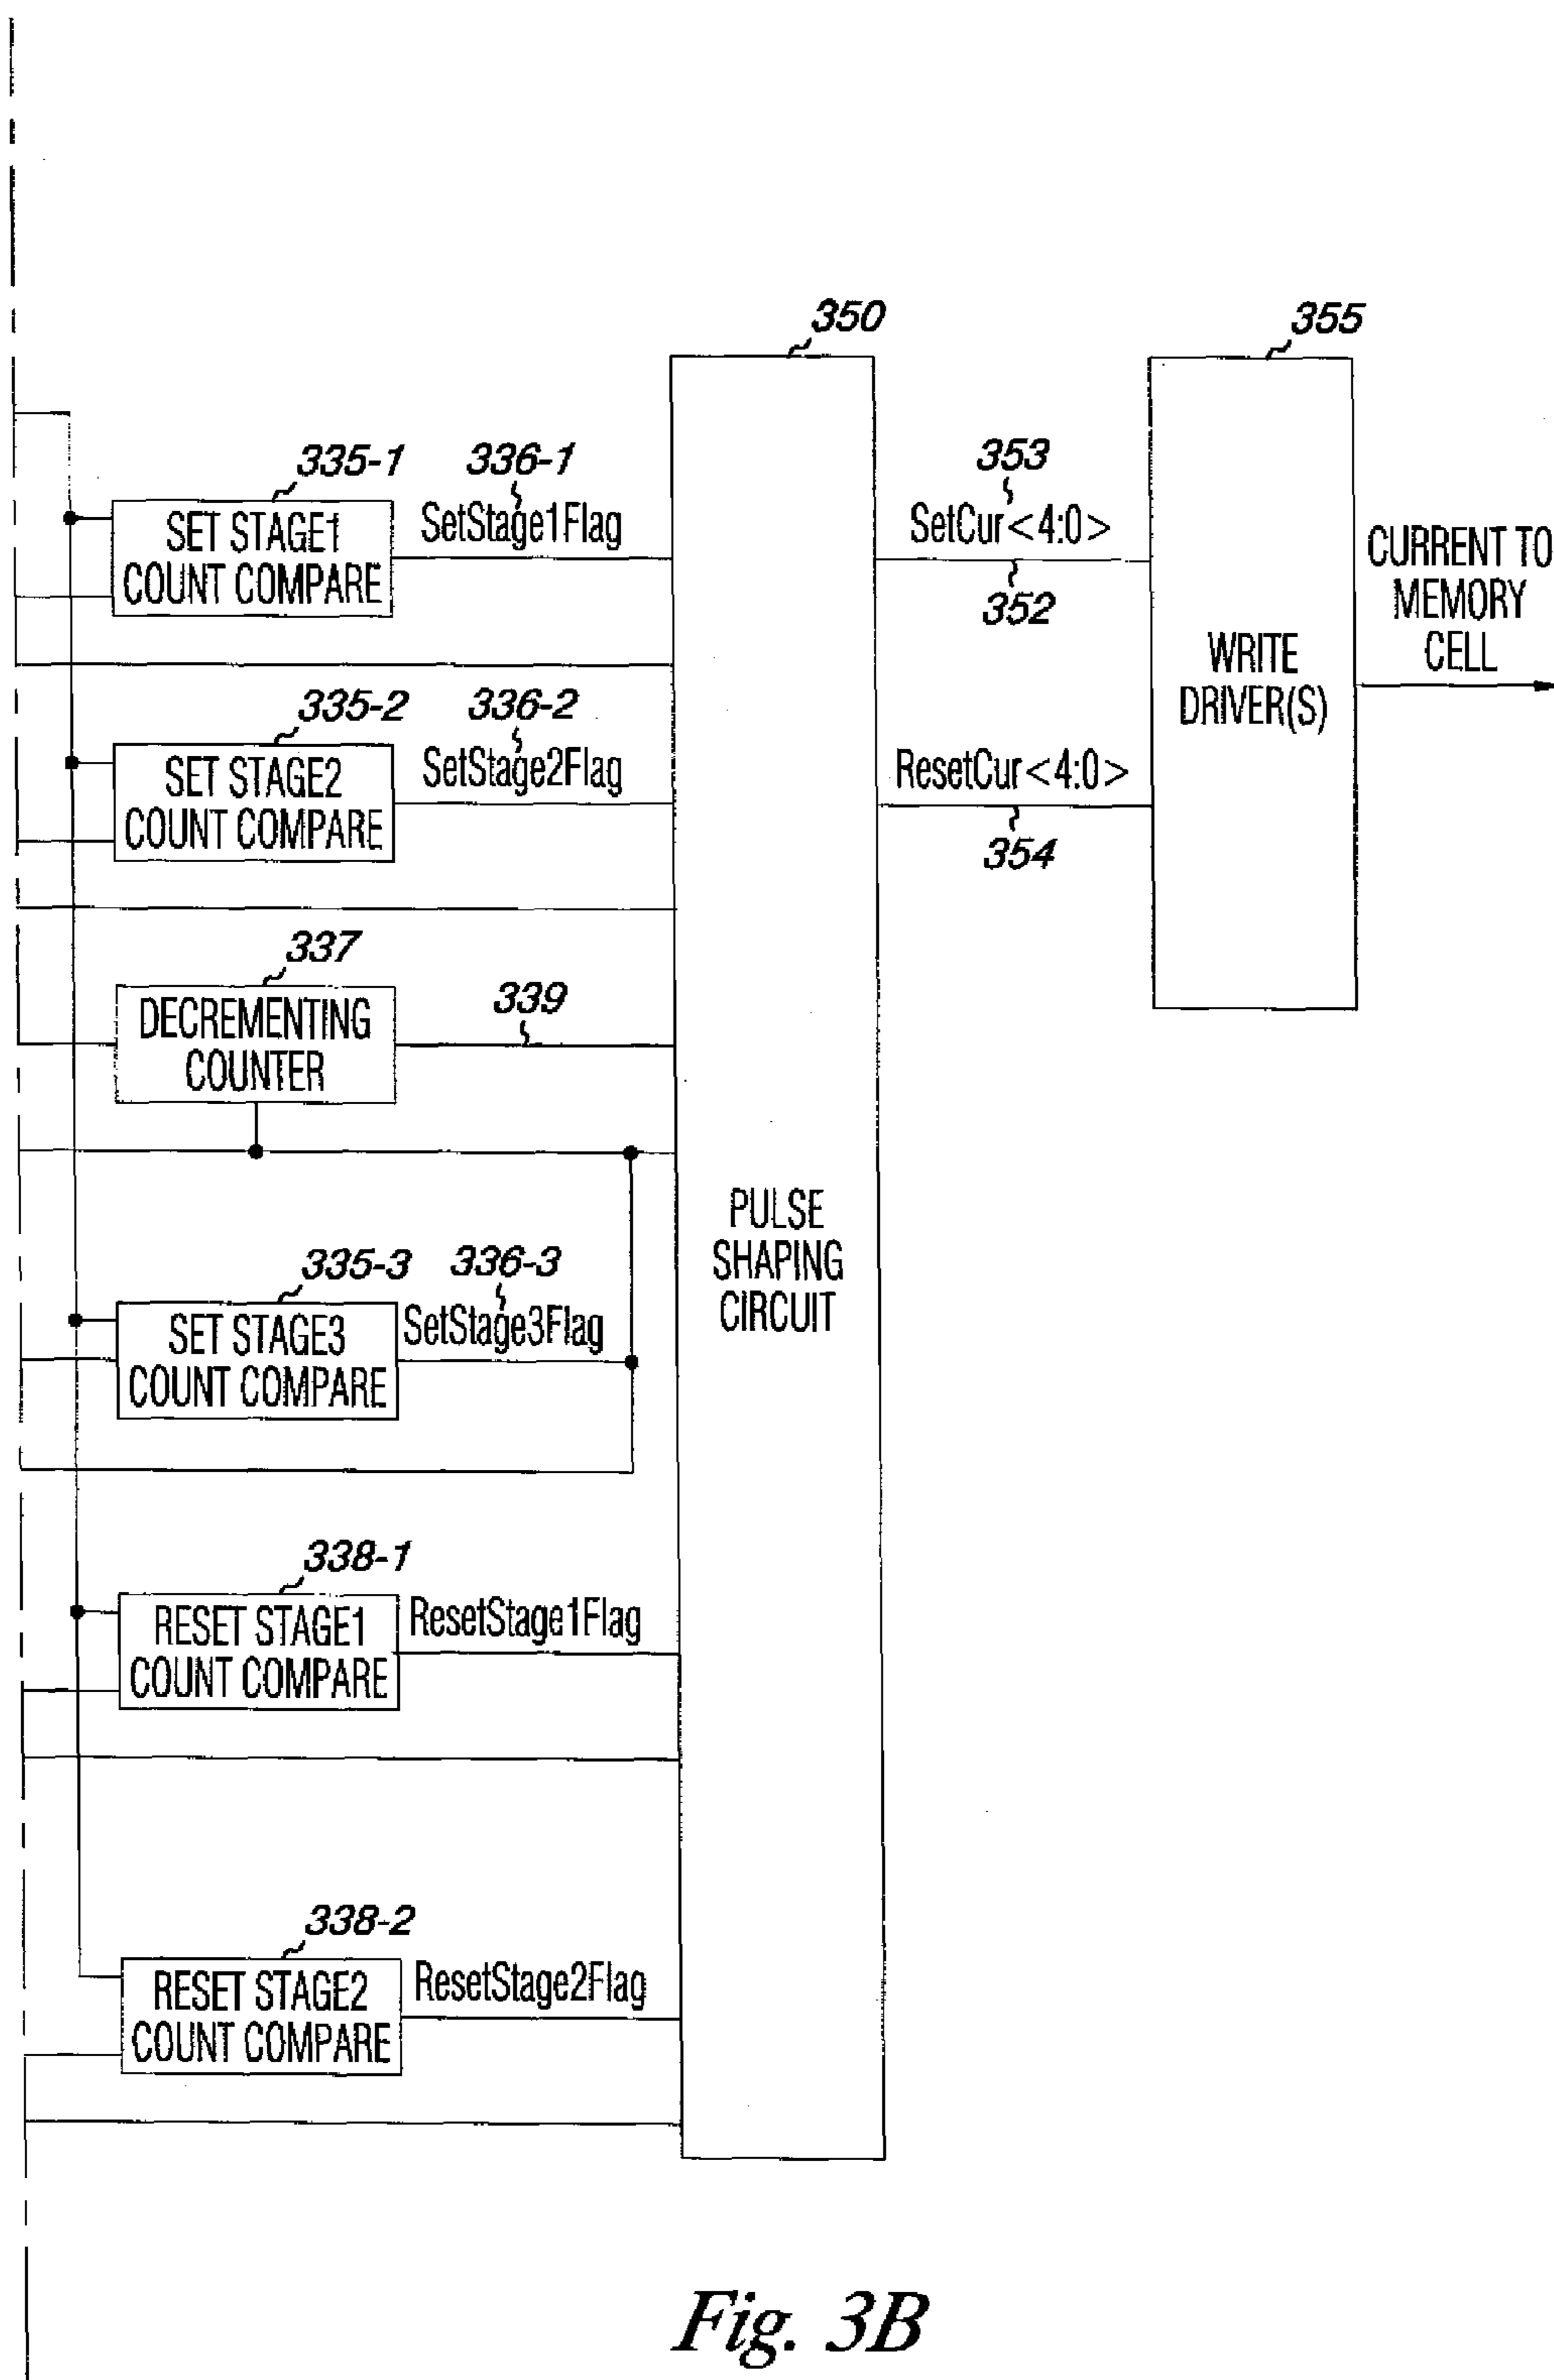 350
355
335-1
336-1
SET STAGE1
COUNT COMPARE
SetStage1Flag
353
SetCur<4:0>
352
CURRENT TO
MEMORY
CELL
WRITE
DRIVER(S)
335-2
336-2
SET STAGE2
COUNT COMPARE
SetStage2Flag
ResetCur<4:0>
354
337
339
DECREMENTING
COUNTER
PULSE
SHAPING
CIRCUIT
335-3
336-3
SET STAGE3
COUNT COMPARE
SetStage3Flag
338-1
RESET STAGE1
COUNT COMPARE
ResetStage1Flag
338-2
RESET STAGE2
COUNT COMPARE
ResetStage2Flag
Fig. 3B